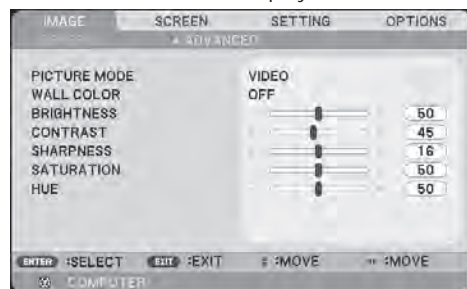 IMAGE SCREEN SETTING OPTIONS
ADVANCED
PICTURE MODE VIDEO
WALL COLOR OFF
BRIGHTNESS 50
CONTRAST 45
SHARPNESS 16
SATURATION 50
HUE 50
ENTER :SELECT EXIT :EXIT :MOVE :MOVE
COMPUTER